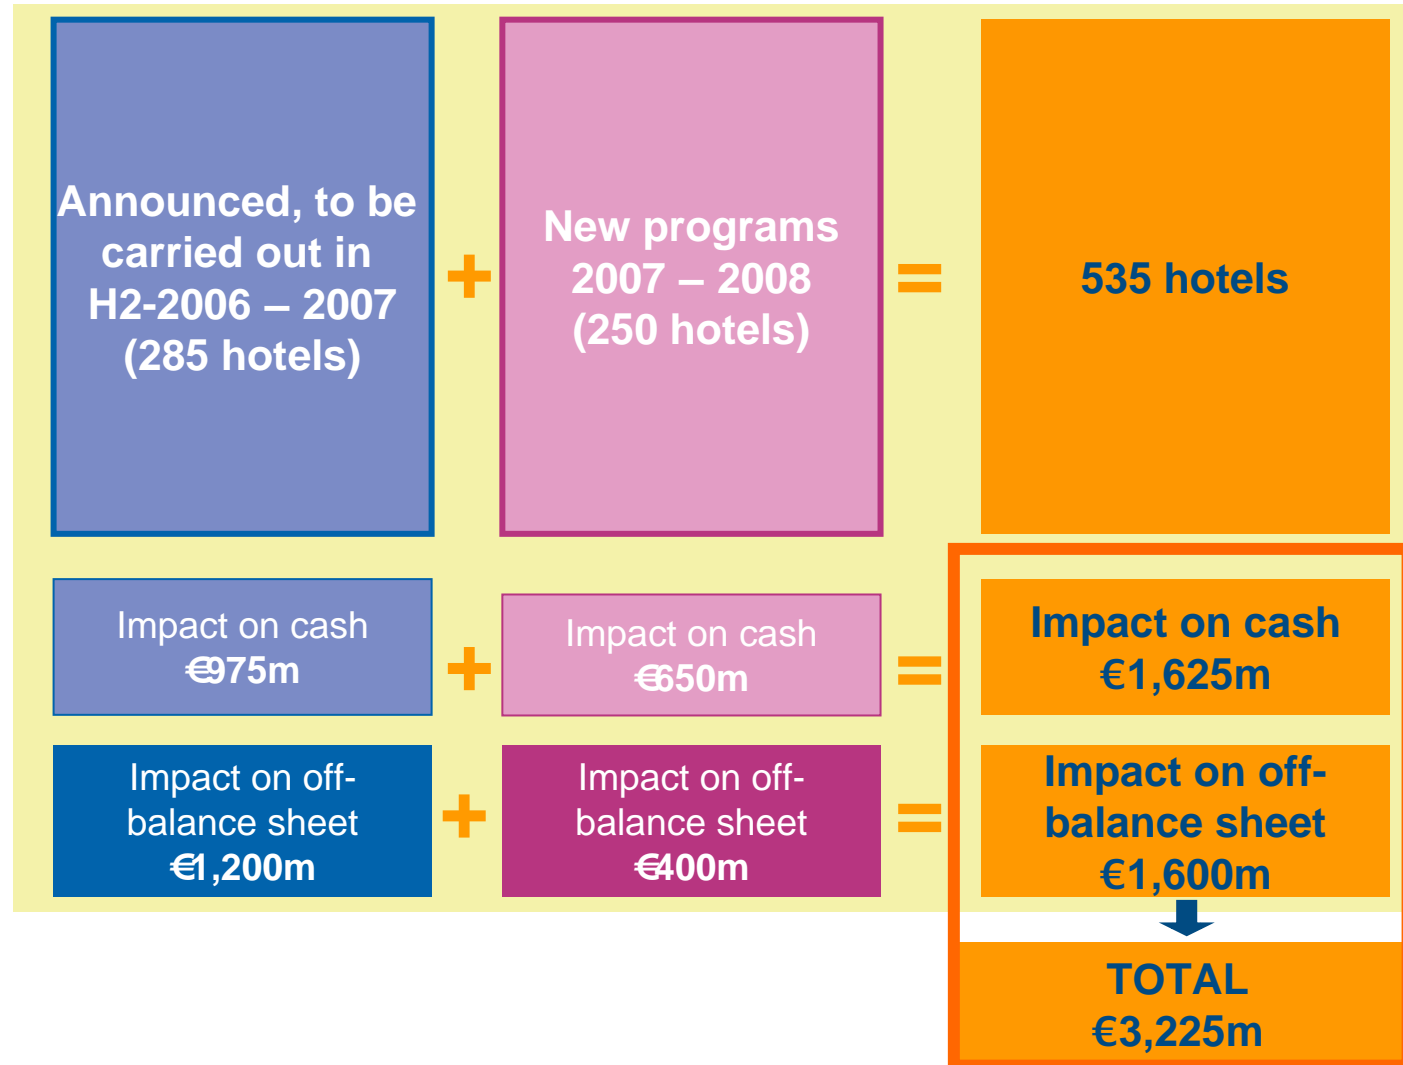 Announced, to be
carried out in
H2-2006 – 2007
(285 hotels)
+
New programs
2007 – 2008
(250 hotels)
=
535 hotels
Impact on cash
€975m
+
Impact on cash
€650m
=
Impact on cash
€1,625m
Impact on off-
balance sheet
€1,200m
+
Impact on off-
balance sheet
€400m
=
Impact on off-
balance sheet
€1,600m
TOTAL
€3,225m